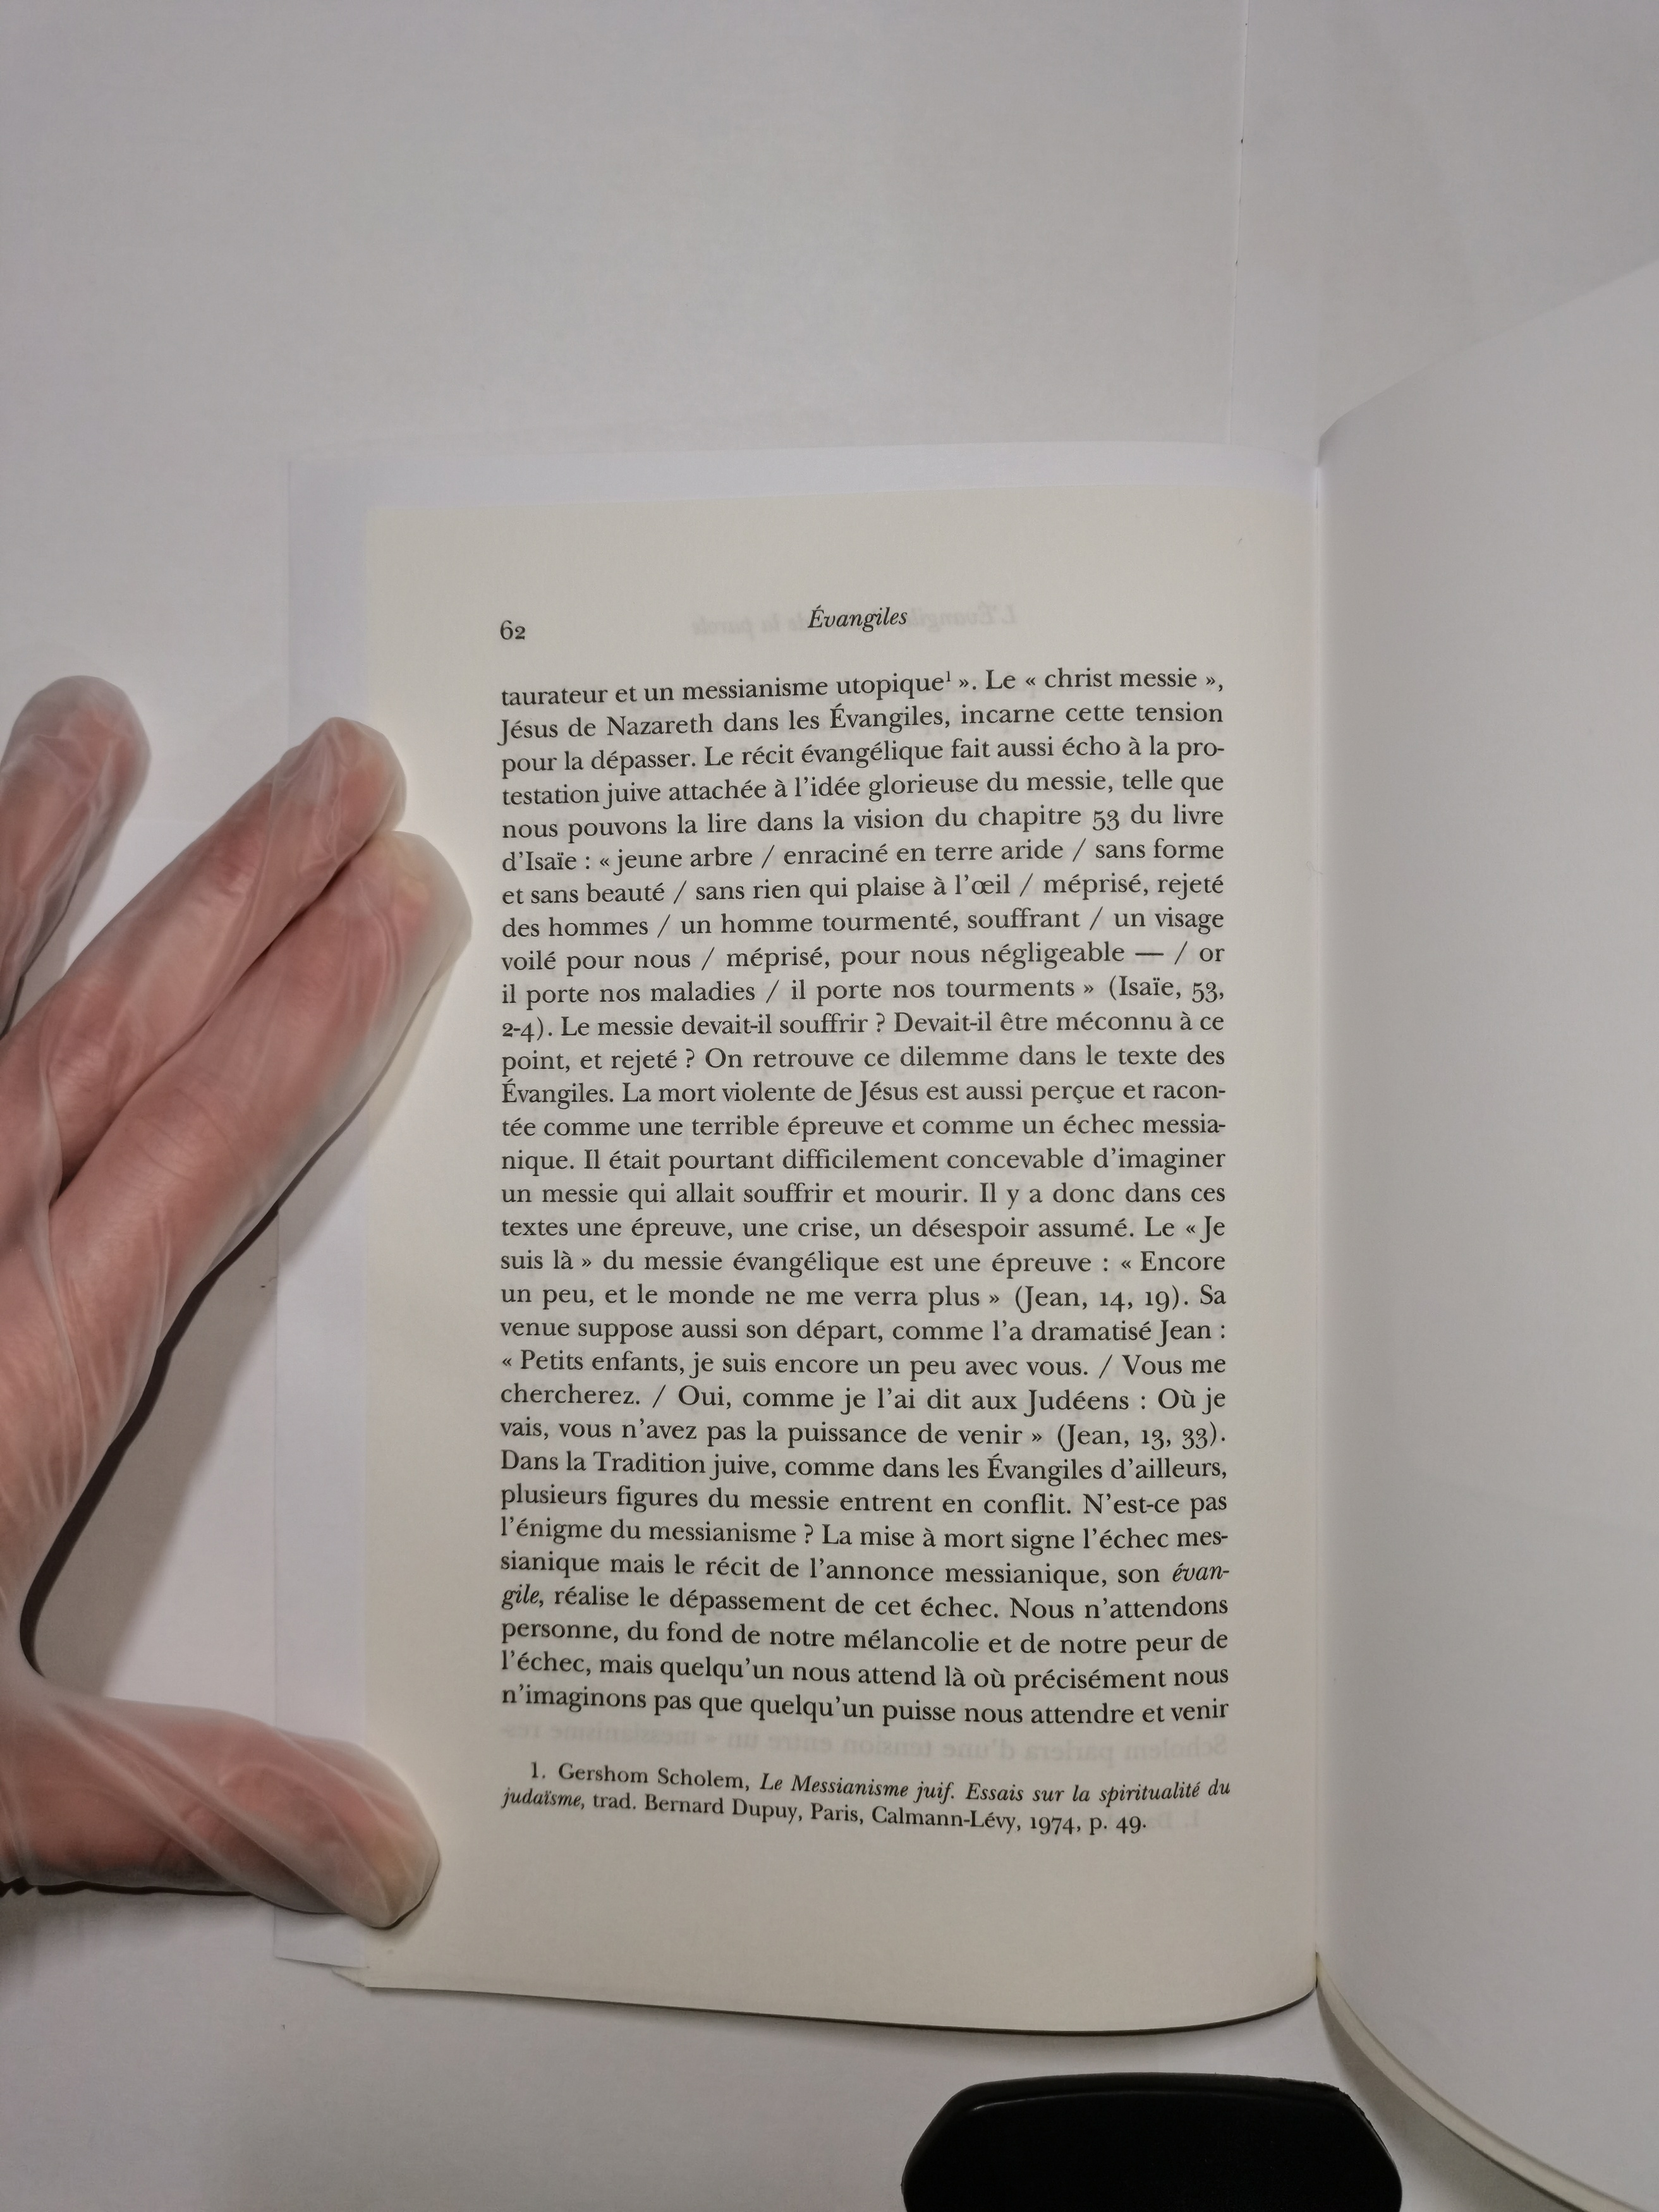 62
Évangiles
taurateur et un messianisme utopique¹ ». Le « christ messie »,
Jésus de Nazareth dans les Évangiles, incarne cette tension
pour la dépasser. Le récit évangélique fait aussi écho à la pro-
testation juive attachée à l'idée glorieuse du messie, telle que
nous pouvons la lire dans la vision du chapitre 53 du livre
d'Isaïe : « jeune arbre / enraciné en terre aride / sans forme
et sans beauté / sans rien qui plaise à l'œil / méprisé, rejeté
des hommes / un homme tourmenté, souffrant / un visage
voilé pour nous / méprisé, pour nous négligeable — / or
il porte nos maladies / il porte nos tourments » (Isaïe, 53,
2-4). Le messie devait-il souffrir ? Devait-il être méconnu à ce
point, et rejeté ? On retrouve ce dilemme dans le texte des
Évangiles. La mort violente de Jésus est aussi perçue et racon-
tée comme une terrible épreuve et comme un échec messia-
nique. Il était pourtant difficilement concevable d'imaginer
un messie qui allait souffrir et mourir. Il y a donc dans ces
textes une épreuve, une crise, un désespoir assumé. Le « Je
suis là » du messie évangélique est une épreuve : « Encore
un peu, et le monde ne me verra plus » (Jean, 14, 19). Sa
venue suppose aussi son départ, comme l'a dramatisé Jean :
« Petits enfants, je suis encore un peu avec vous. / Vous me
chercherez. / Oui, comme je l'ai dit aux Judéens : Où je
vais, vous n'avez pas la puissance de venir » (Jean, 13, 33).
Dans la Tradition juive, comme dans les Évangiles d'ailleurs,
plusieurs figures du messie entrent en conflit. N'est-ce pas
l'énigme du messianisme ? La mise à mort signe l'échec mes-
sianique mais le récit de l'annonce messianique, son évan-
gile, réalise le dépassement de cet échec. Nous n'attendons
personne, du fond de notre mélancolie et de notre peur de
l'échec, mais quelqu'un nous attend là où précisément nous
n'imaginons pas que quelqu'un puisse nous attendre et venir
1. Gershom Scholem, Le Messianisme juif. Essais sur la spiritualité du
judaïsme, trad. Bernard Dupuy, Paris, Calmann-Lévy, 1974, p. 49.